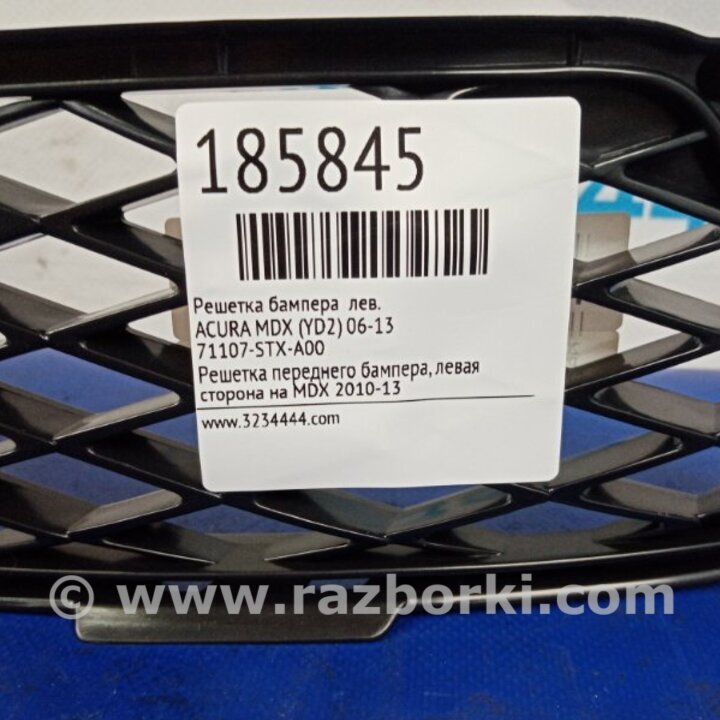 185845
Решетка бампера лев.
ACURA MDX (YD2) 06-13
71107-STX-A00
Решетка переднего бампера, левая
сторона на MDX 2010-13
www.3234444.com
© www.razborki.com